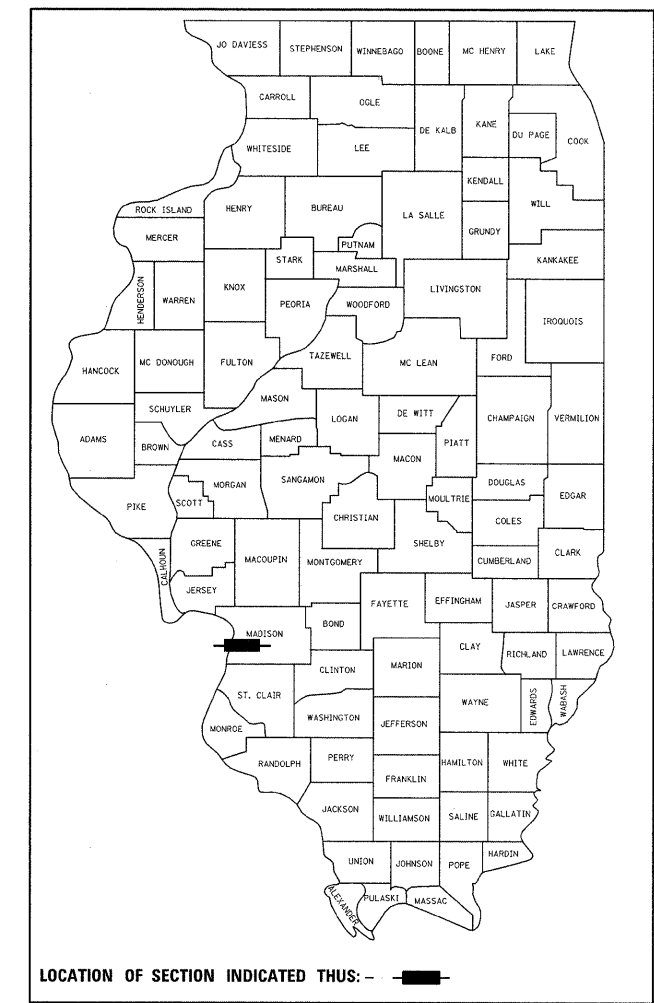 JO DAVIESS STEPHENSON WINNEBAGO BOONE MC HENRY LAKE
CARROLL OGLE DE KALB KANE DU PAGE COOK
WHITESIDE LEE
KENDALL
ROCK ISLAND HENRY BUREAU LA SALLE WILL
MERCER PUTNAM GRUNDY
STARK MARSHALL KANKAKEE
HENDERSON WARREN KNOX PEORIA WOODFORD LIVINGSTON
IROQUOIS
HANCOCK MC DONOUGH FULTON TAZEWELL MC LEAN FORD
MASON
SCHUYLER LOGAN DE WITT CHAMPAIGN VERMILION
ADAMS BROWN CASS MENARD PIATT
MACON
MORGAN SANGAMON DOUGLAS
PIKE SCOTT MOULTRIE EDGAR
CHRISTIAN COLES
GREENE SHELBY
CALHOUN MACOUPIN MONTGOMERY CUMBERLAND CLARK
JERSEY FAYETTE EFFINGHAM JASPER CRAWFORD
BOND
MADISON
CLAY RICHLAND LAWRENCE
CLINTON MARION
ST. CLAIR WAYNE EDWARDS WABASH
WASHINGTON JEFFERSON
MONROE
PERRY HAMILTON WHITE
RANDOLPH FRANKLIN
JACKSON WILLIAMSON SALINE GALLATIN
HARDIN
UNION JOHNSON POPE
ALEXANDER PULASKI MASSAC
LOCATION OF SECTION INDICATED THUS: -